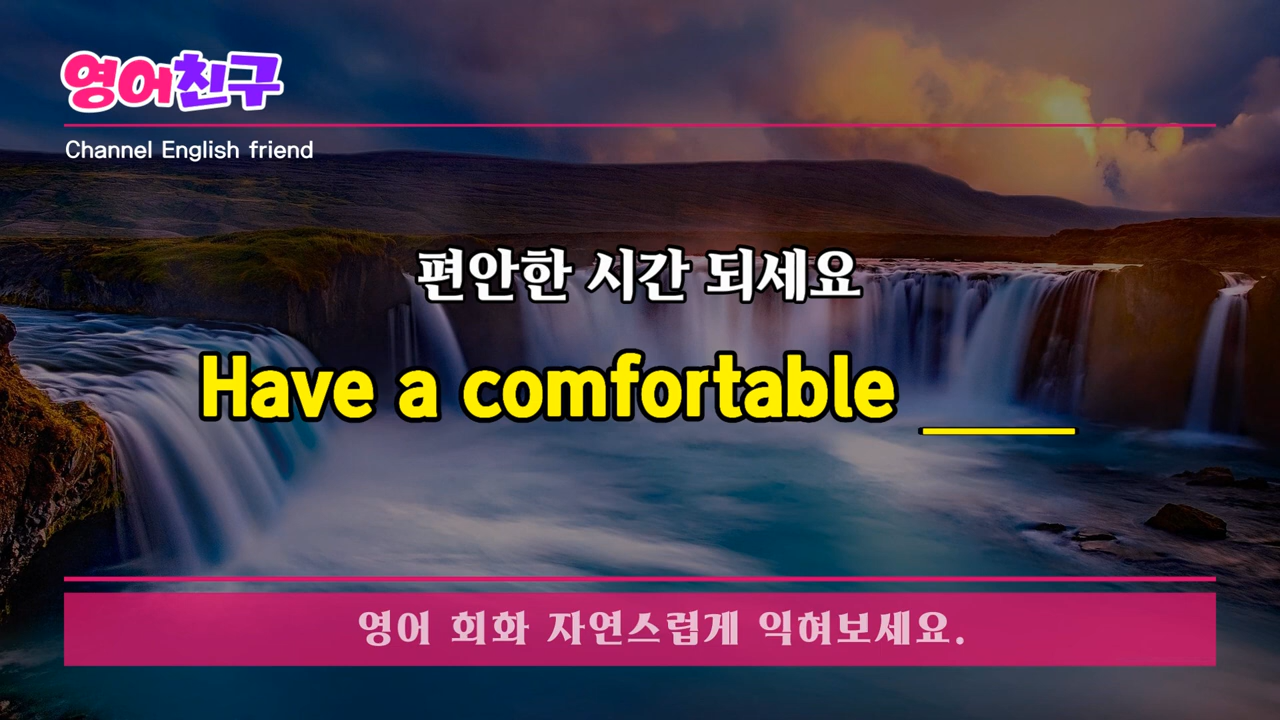 영어친구
Channel English friend
편안한 시간 되세요
Have a comfortable ____
영어 회화 자연스럽게 익혀보세요.